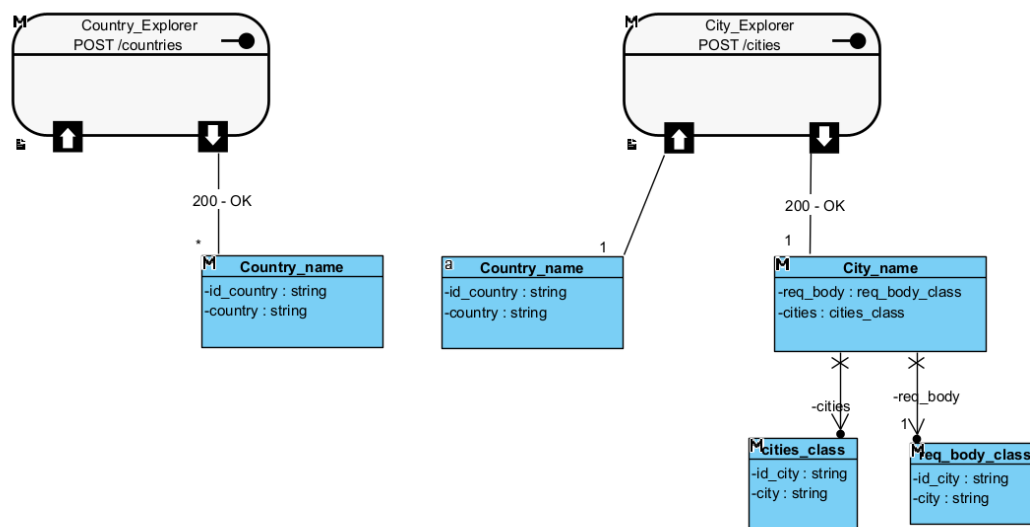 M
Country_Explorer
POST /countries
200 - OK
*
M
Country_name
-id_country : string
-country : string
M
City_Explorer
POST /cities
1
a
Country_name
-id_country : string
-country : string
200 - OK
1
M
City_name
-req_body : req_body_class
-cities : cities_class
-cities
-req_body
1
M
cities_class
-id_city : string
-city : string
M
req_body_class
-id_city : string
-city : string